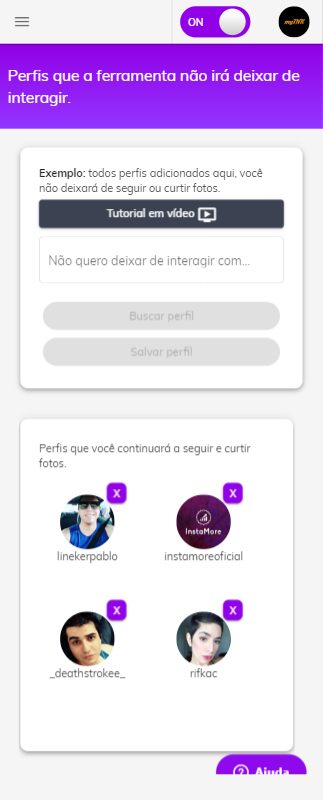 ON
myTNK
Perfis que a ferramenta não irá deixar de
interagir.
Exemplo: todos perfis adicionados aqui, você
não deixará de seguir ou curtir fotos.
Tutorial em vídeo
Não quero deixar de interagir com...
Buscar perfil
Salvar perfil
Perfis que você continuará a seguir e curtir
fotos.
X X
InstaMore
linekerpablo instamoreoficial
X X
_deathstrokee_ rifkac
Ajuda